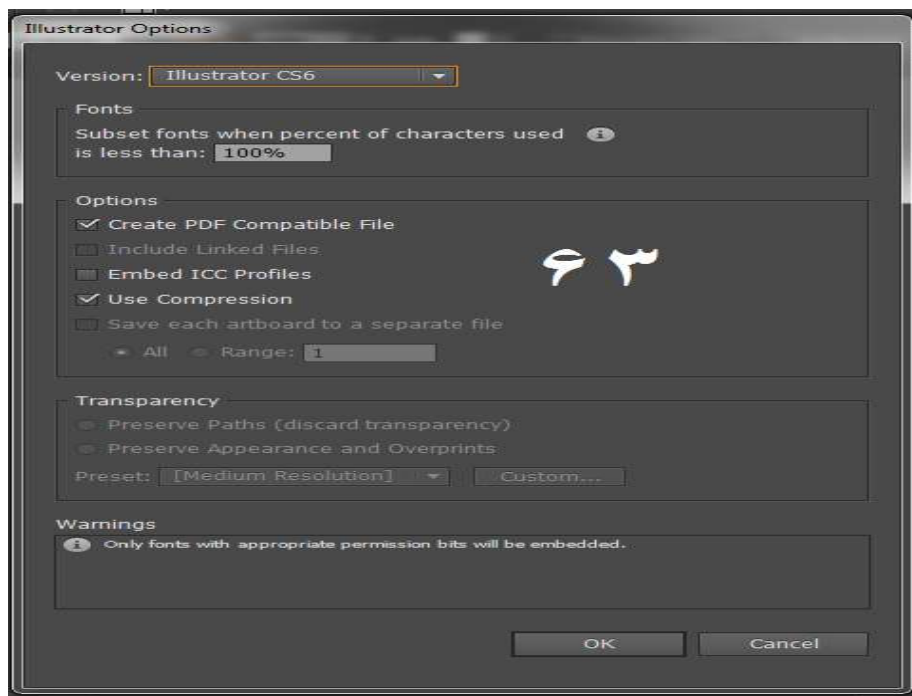 Illustrator Options
Version: Illustrator CS6
Fonts
Subset fonts when percent of characters used
is less than: 100%
Options
Create PDF Compatible File
Include Linked Files
Embed ICC Profiles
Use Compression
Save each artboard to a separate file
All Range: 1
۶۳
Transparency
Preserve Paths (discard transparency)
Preserve Appearance and Overprints
Preset: [Medium Resolution] Custom...
Warnings
Only fonts with appropriate permission bits will be embedded.
OK Cancel